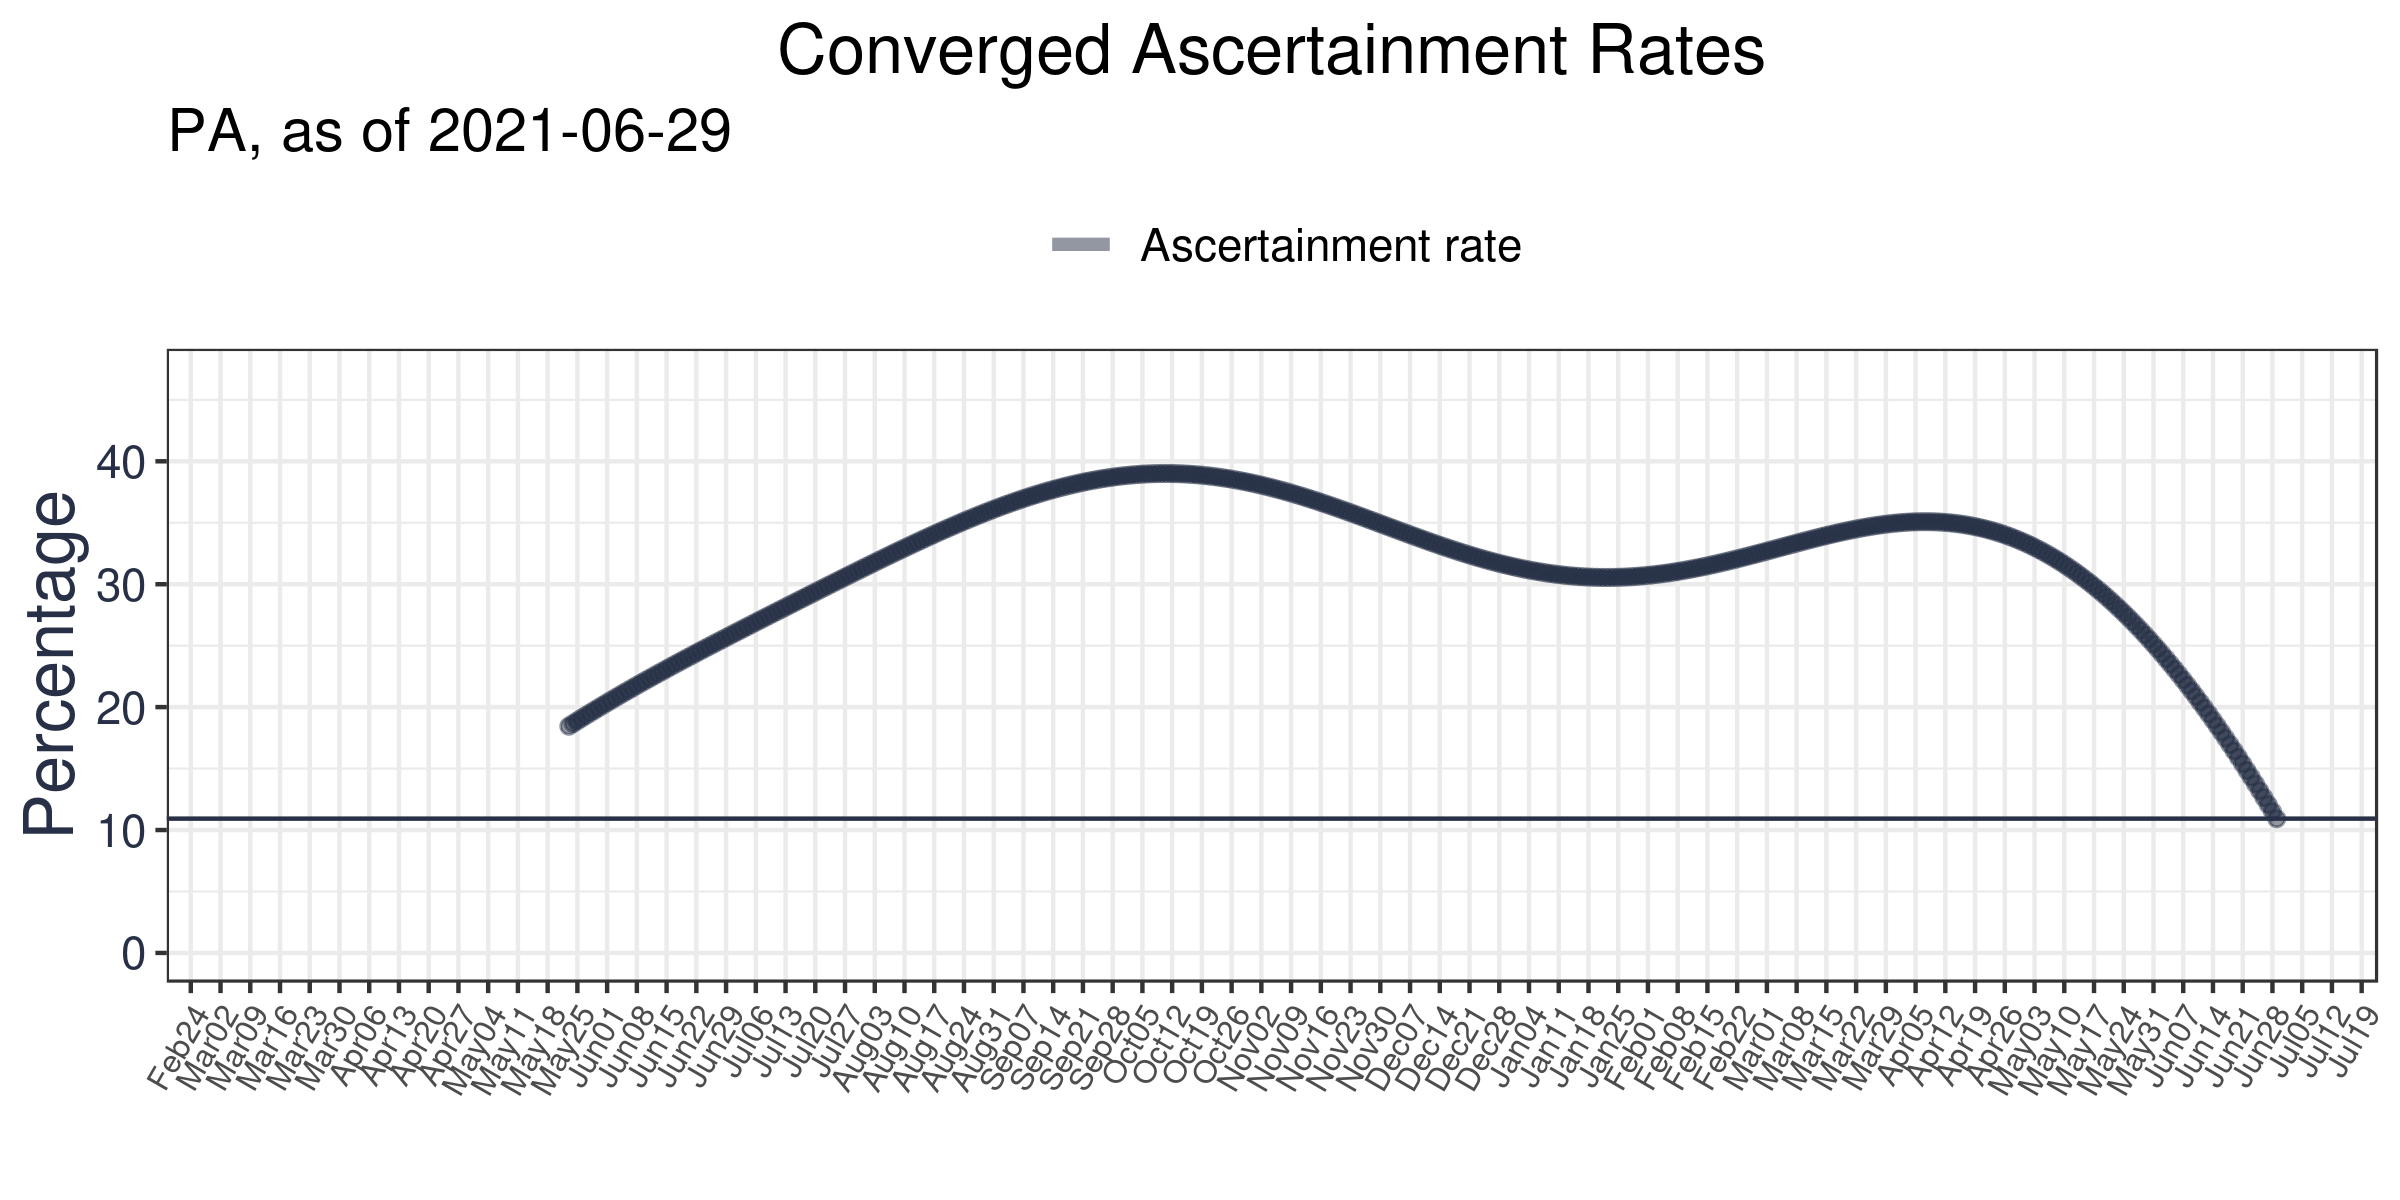 Converged Ascertainment Rates
PA, as of 2021-06-29
Ascertainment rate
Percentage
40
30
20
10
0
Feb24
Mar02
Mar09
Mar16
Mar23
Mar30
Apr06
Apr13
Apr20
Apr27
May04
May11
May18
May25
Jun01
Jun08
Jun15
Jun22
Jun29
Jul06
Jul13
Jul20
Jul27
Aug03
Aug10
Aug17
Aug24
Aug31
Sep07
Sep14
Sep21
Sep28
Oct05
Oct12
Oct19
Oct26
Nov02
Nov09
Nov16
Nov23
Nov30
Dec07
Dec14
Dec21
Dec28
Jan04
Jan11
Jan18
Jan25
Feb01
Feb08
Feb15
Feb22
Mar01
Mar08
Mar15
Mar22
Mar29
Apr05
Apr12
Apr19
Apr26
May03
May10
May17
May24
May31
Jun07
Jun14
Jun21
Jun28
Jul05
Jul12
Jul19